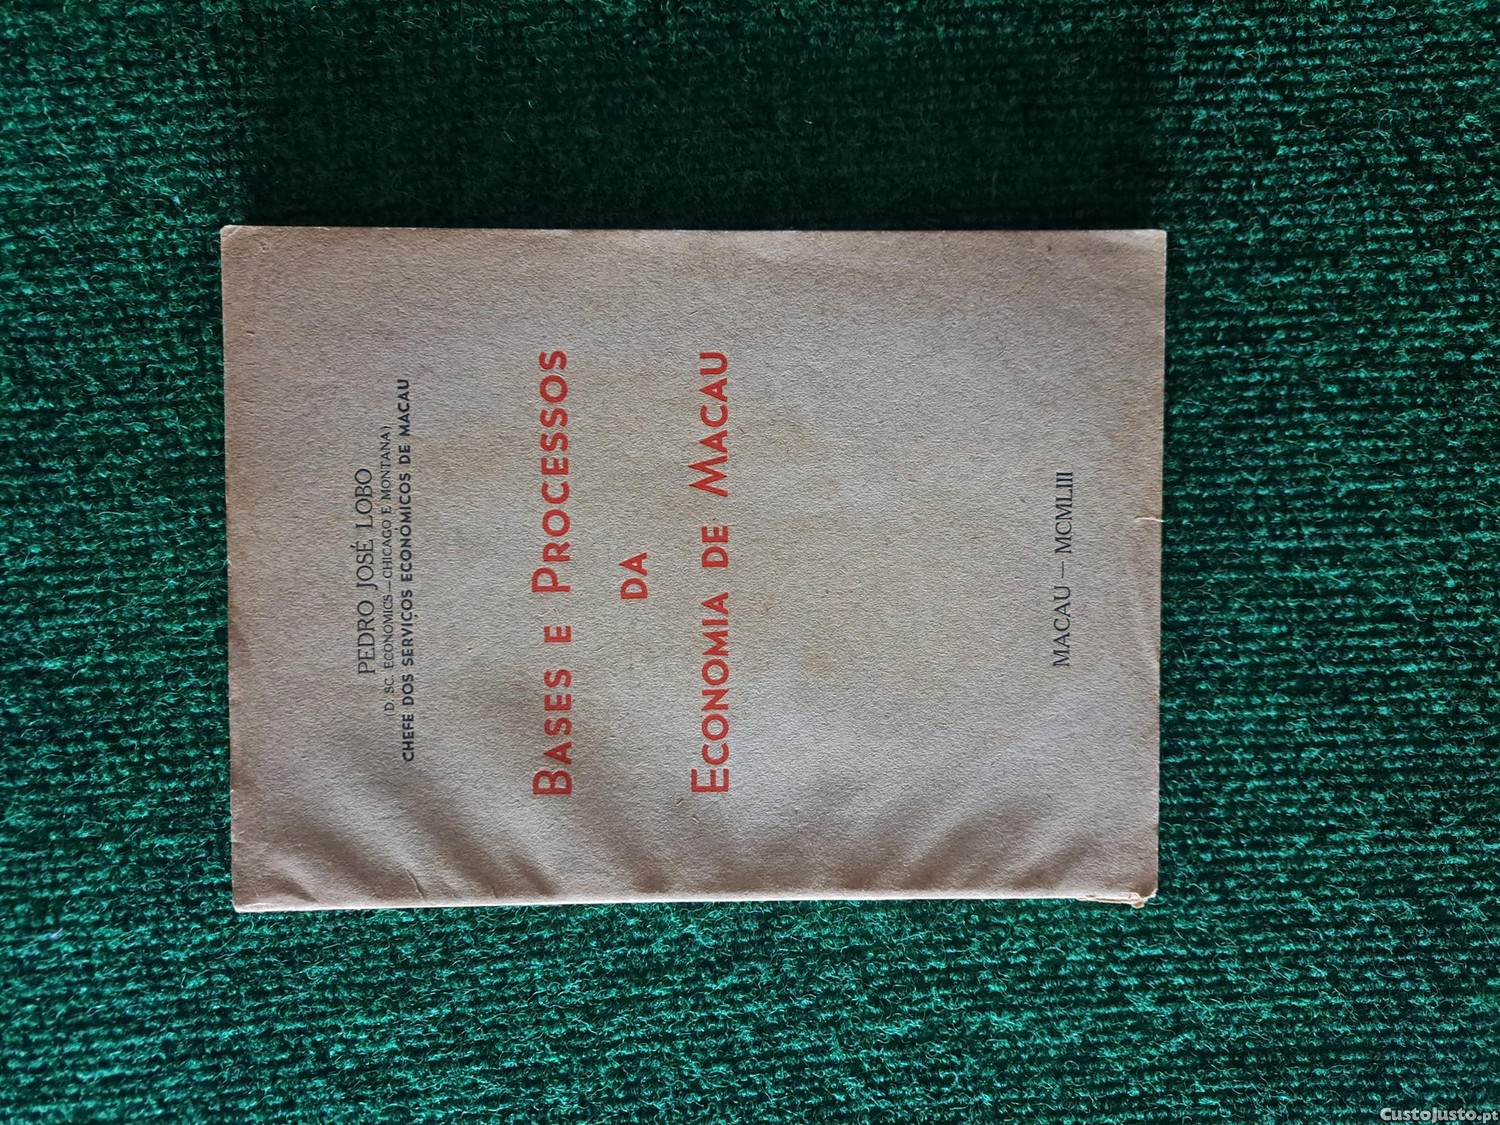 PEDRO JOSÉ LOBO
(D. SC. ECONOMICS—CHICAGO E MONTANA)
CHEFE DOS SERVIÇOS ECONÓMICOS DE MACAU
BASES E PROCESSOS
DA
ECONOMIA DE MACAU
MACAU — MCMLIII
CustoJusto.pt